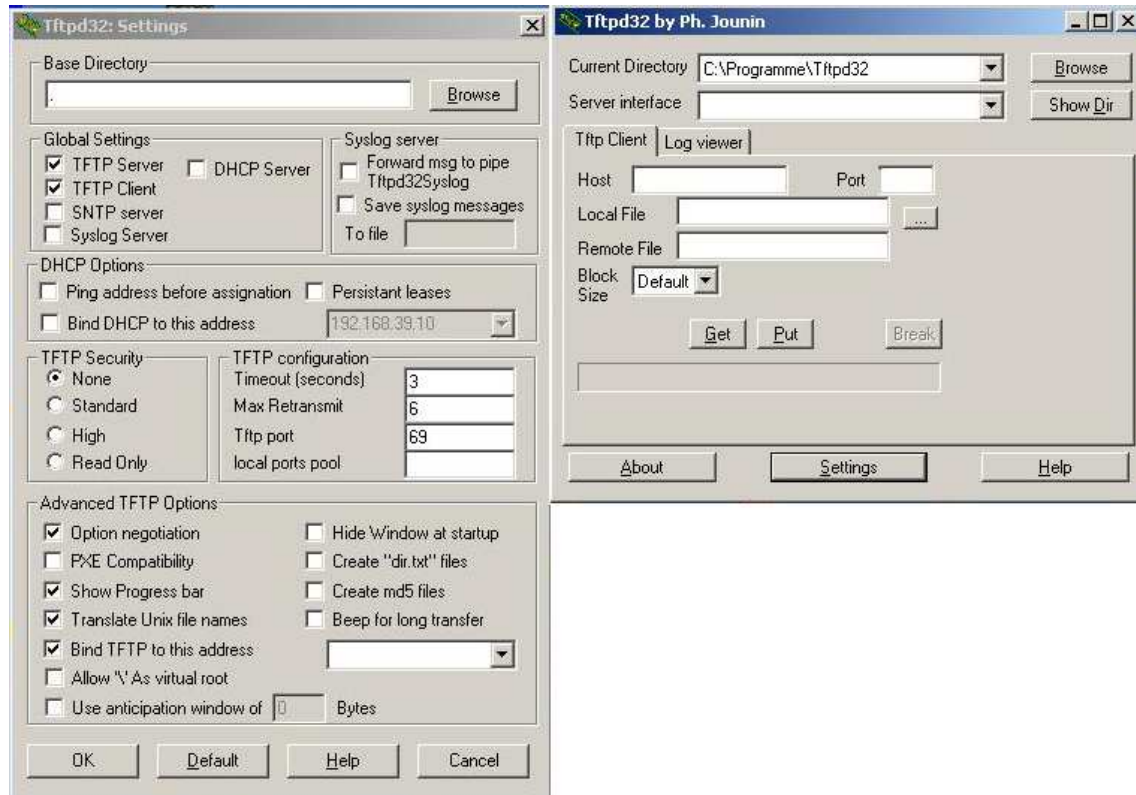 Tftpd32: Settings
Base Directory
.
Browse
Global Settings
TFTP Server
DHCP Server
TFTP Client
SNTP server
Syslog Server
Syslog server
Forward msg to pipe
Tftpd32Syslog
Save syslog messages
To file
DHCP Options
Ping address before assignation
Persistant leases
Bind DHCP to this address
192.168.39.10
TFTP Security
None
Standard
High
Read Only
TFTP configuration
Timeout (seconds) 3
Max Retransmit 6
Tftp port 69
local ports pool
Advanced TFTP Options
Option negotiation
PXE Compatibility
Show Progress bar
Translate Unix file names
Bind TFTP to this address
Allow '\' As virtual root
Use anticipation window of 0 Bytes
Hide Window at startup
Create "dir.txt" files
Create md5 files
Beep for long transfer
OK Default Help Cancel
Tftpd32 by Ph. Jounin
Current Directory C:\Programme\Tftpd32 Browse
Server interface Show Dir
Tftp Client Log viewer
Host Port
Local File ...
Remote File
Block
Size
Default
Get Put Break
About Settings Help